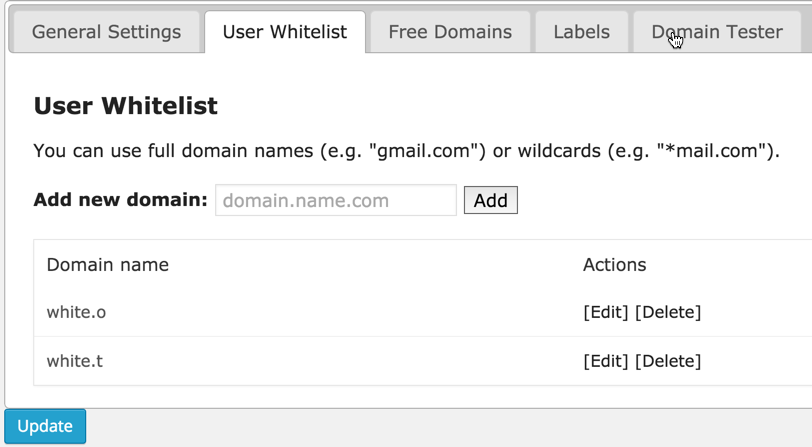 General Settings User Whitelist Free Domains Labels Domain Tester
User Whitelist
You can use full domain names (e.g. "gmail.com") or wildcards (e.g. "*mail.com").
Add new domain: domain.name.com Add
Domain name Actions
white.o [Edit] [Delete]
white.t [Edit] [Delete]
Update